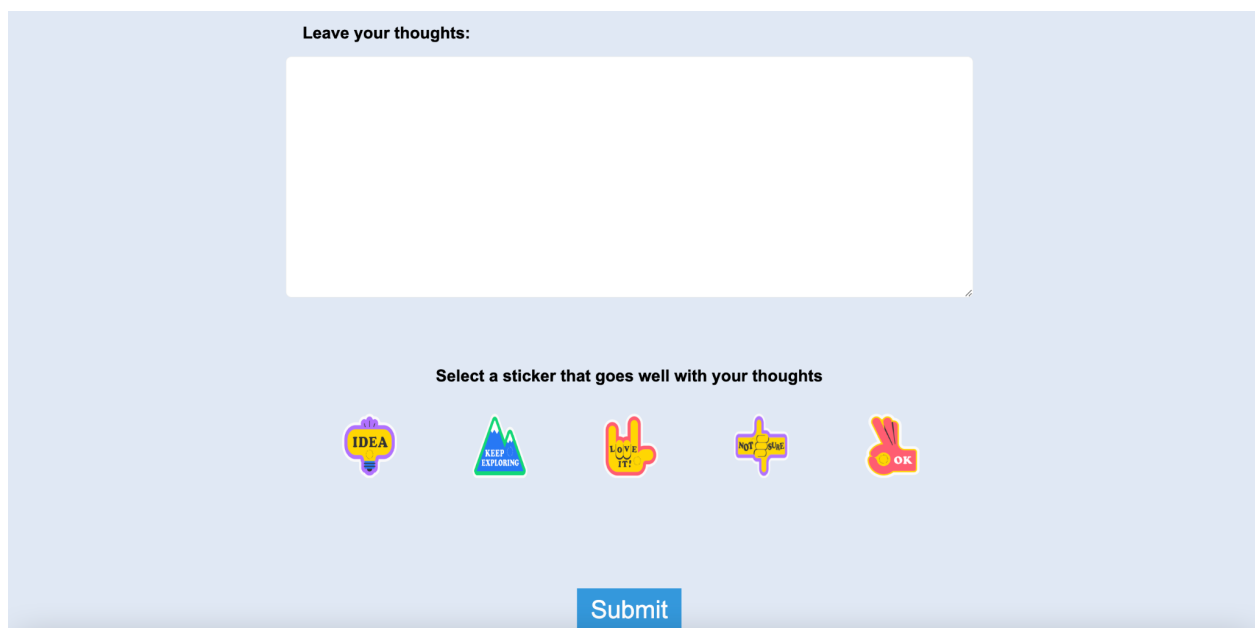 Leave your thoughts:
Select a sticker that goes well with your thoughts
IDEA
KEEP
EXPLORING
LOVE
IT!
NOT SURE
OK
Submit